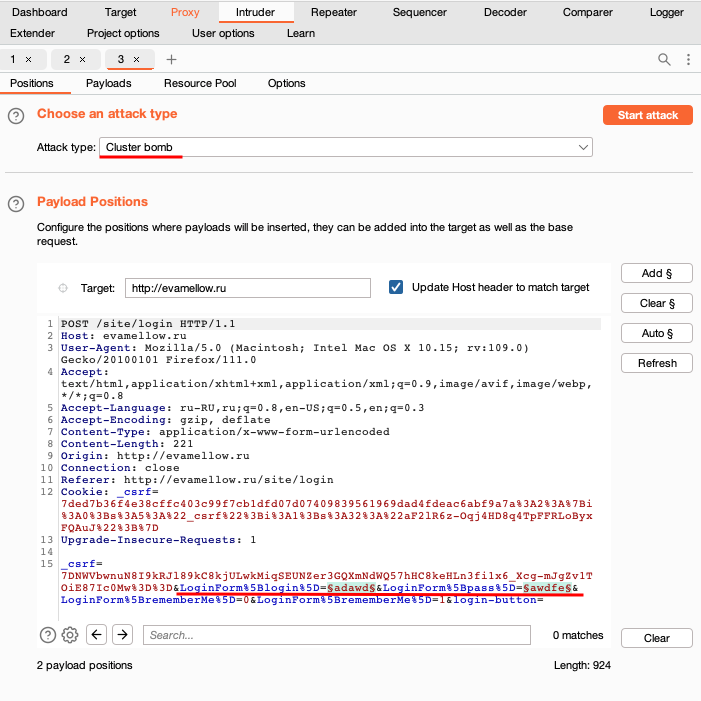 Dashboard Target Proxy Intruder Repeater Sequencer Decoder Comparer Logger
Extender Project options User options Learn
1 × 2 × 3 × +
Positions Payloads Resource Pool Options
? Choose an attack type Start attack
Attack type: Cluster bomb
? Payload Positions
Configure the positions where payloads will be inserted, they can be added into the target as well as the base
request.
Target: http://evamellow.ru Update Host header to match target
Add §
Clear §
Auto §
Refresh
1 POST /site/login HTTP/1.1
2 Host: evamellow.ru
3 User-Agent: Mozilla/5.0 (Macintosh; Intel Mac OS X 10.15; rv:109.0)
Gecko/20100101 Firefox/111.0
4 Accept:
text/html,application/xhtml+xml,application/xml;q=0.9,image/avif,image/webp,
*/*;q=0.8
5 Accept-Language: ru-RU,ru;q=0.8,en-US;q=0.5,en;q=0.3
6 Accept-Encoding: gzip, deflate
7 Content-Type: application/x-www-form-urlencoded
8 Content-Length: 221
9 Origin: http://evamellow.ru
10 Connection: close
11 Referer: http://evamellow.ru/site/login
12 Cookie: _csrf=
7ded7b36f4e38cffc403c99f7cb1dfd07d07409839561969dad4fdeac6abf9a7a%3A2%3A%7Bi
%3A0%3Bs%3A5%3A%22_csrf%22%3Bi%3A1%3Bs%3A32%3A%22aF2lR6z-Oqj4HD8q4TpFFRLoByx
FQAuJ%22%3B%7D
13 Upgrade-Insecure-Requests: 1
14
15 _csrf=
7DNWVbwnuN8I9kRJl89kC8kjULwkMiqSEUNZer3GQXmNdWQ57hHC8keHLn3filx6_Xcg-mJgZv1T
OiE87Ic0Mw%3D%3D&LoginForm%5Blogin%5D=§adawd§&LoginForm%5Bpass%5D=§awdfe§&
LoginForm%5BrememberMe%5D=0&LoginForm%5BrememberMe%5D=1&login-button=
? Search... 0 matches Clear
2 payload positions Length: 924